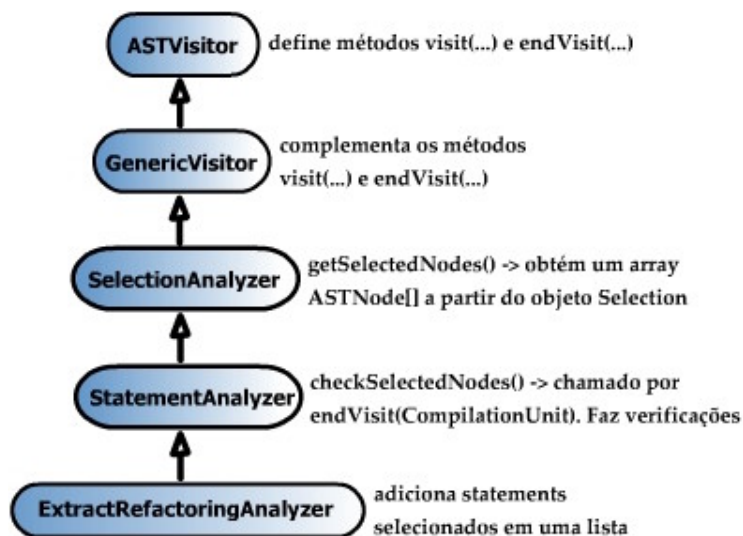 ASTVisitor
define métodos visit(...) e endVisit(...)
GenericVisitor
complementa os métodos
visit(...) e endVisit(...)
SelectionAnalyzer
getSelectedNodes() -> obtém um array
ASTNode[] a partir do objeto Selection
StatementAnalyzer
checkSelectedNodes() -> chamado por
endVisit(CompilationUnit). Faz verificações
ExtractRefactoringAnalyzer
adiciona statements
selecionados em uma lista